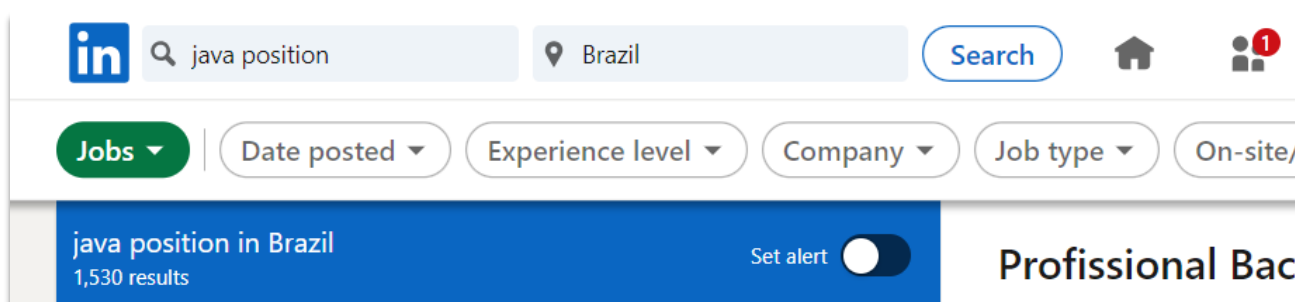 in java position Brazil Search 1
Jobs Date posted Experience level Company Job type On-site/
java position in Brazil
1,530 results
Set alert
Profissional Bac